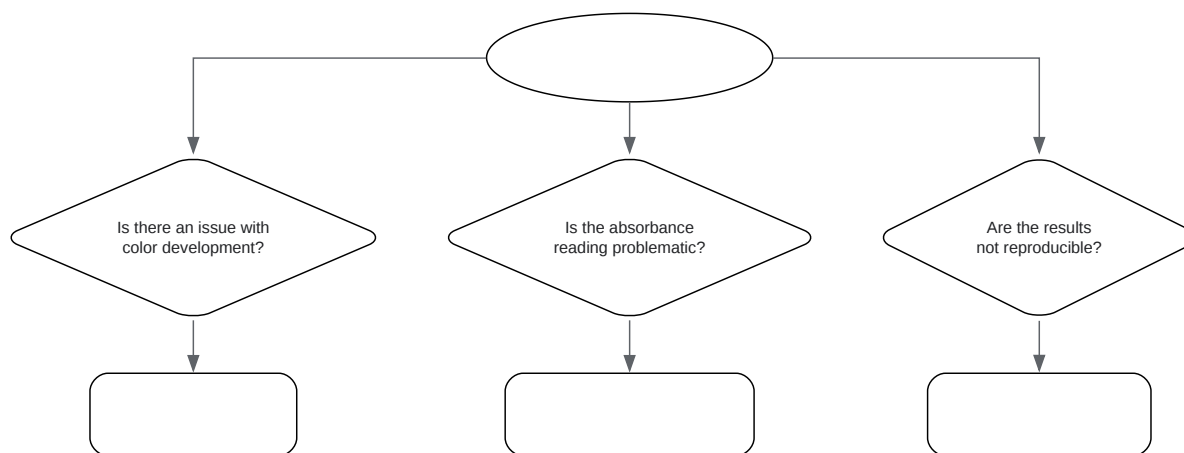 Is there an issue with
color development?
Is the absorbance
reading problematic?
Are the results
not reproducible?